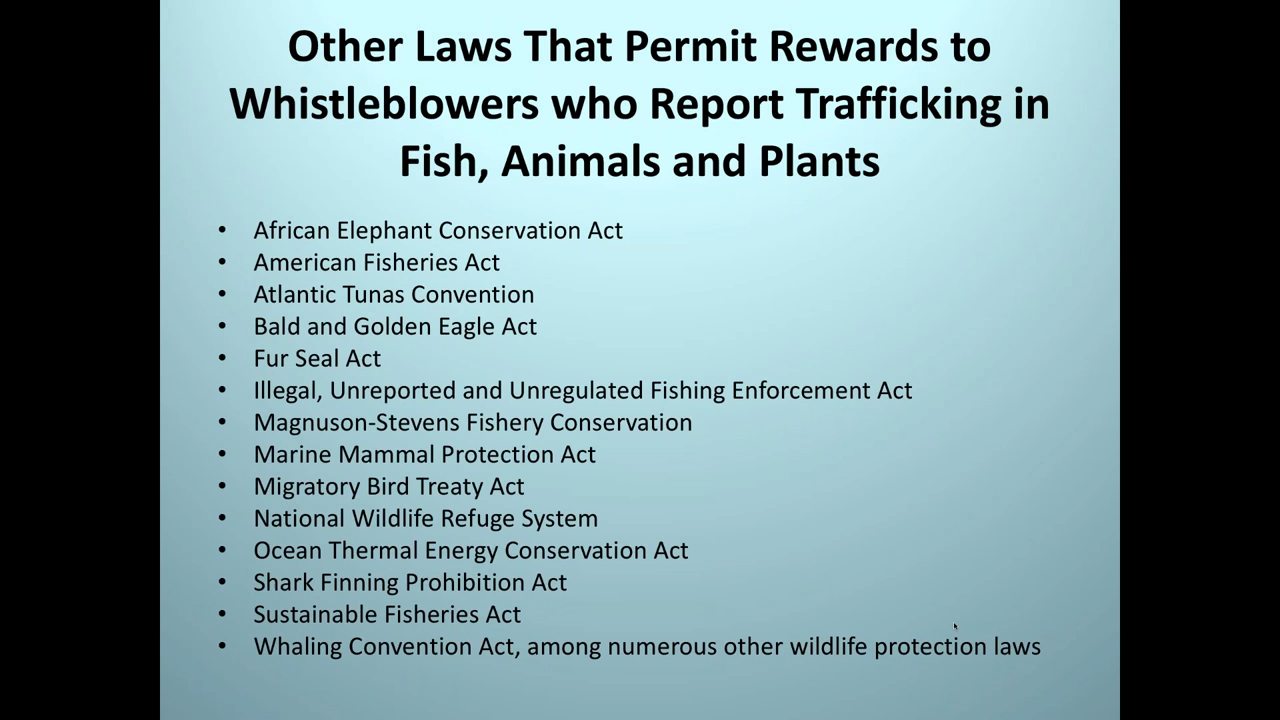 Other Laws That Permit Rewards to
Whistleblowers who Report Trafficking in
Fish, Animals and Plants
• African Elephant Conservation Act
• American Fisheries Act
• Atlantic Tunas Convention
• Bald and Golden Eagle Act
• Fur Seal Act
• Illegal, Unreported and Unregulated Fishing Enforcement Act
• Magnuson-Stevens Fishery Conservation
• Marine Mammal Protection Act
• Migratory Bird Treaty Act
• National Wildlife Refuge System
• Ocean Thermal Energy Conservation Act
• Shark Finning Prohibition Act
• Sustainable Fisheries Act
• Whaling Convention Act, among numerous other wildlife protection laws